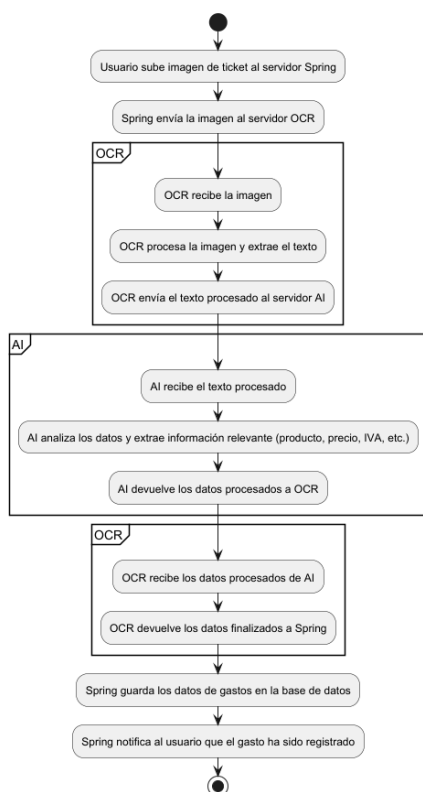 Usuario sube imagen de ticket al servidor Spring
Spring envía la imagen al servidor OCR
OCR
OCR recibe la imagen
OCR procesa la imagen y extrae el texto
OCR envía el texto procesado al servidor AI
AI
AI recibe el texto procesado
AI analiza los datos y extrae información relevante (producto, precio, IVA, etc.)
AI devuelve los datos procesados a OCR
OCR
OCR recibe los datos procesados de AI
OCR devuelve los datos finalizados a Spring
Spring guarda los datos de gastos en la base de datos
Spring notifica al usuario que el gasto ha sido registrado